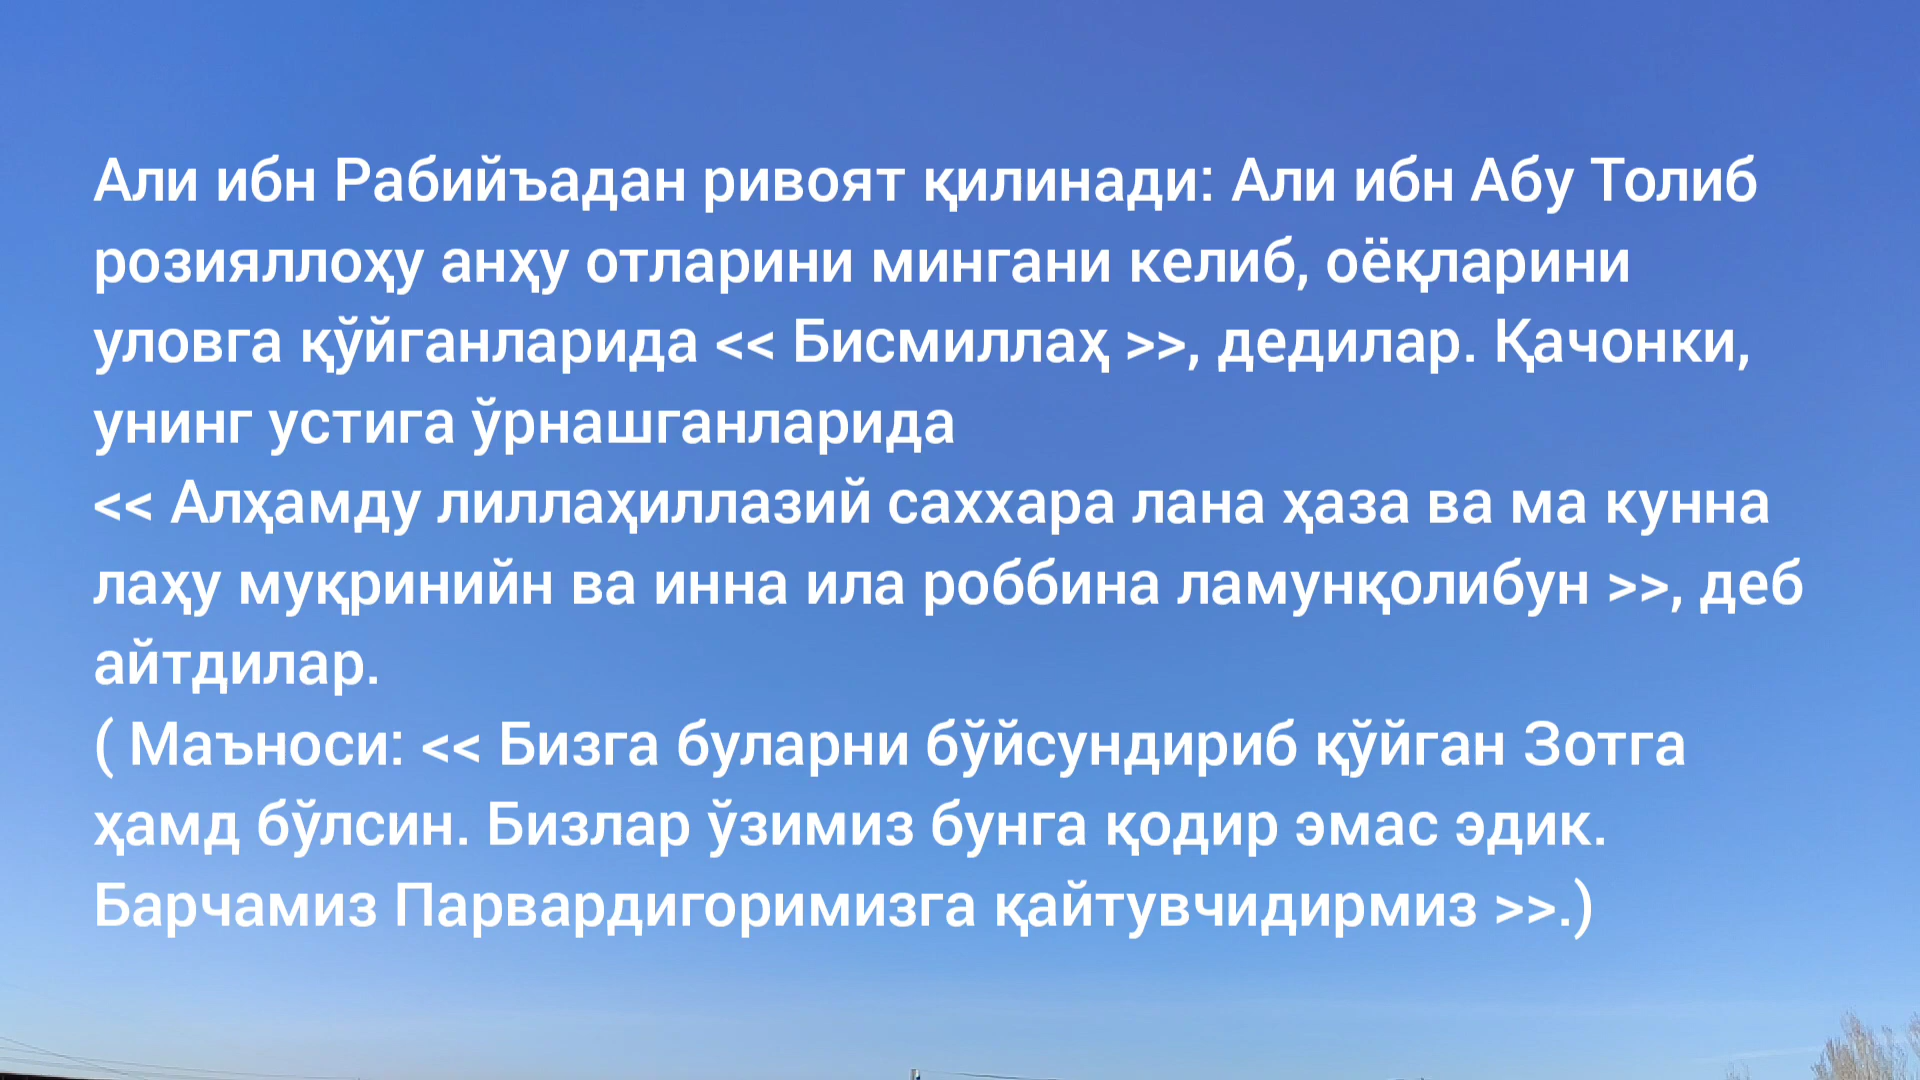 Али ибн Рабийъадан ривоят қилинади: Али ибн Абу Толиб
розияллоҳу анҳу отларини мингани келиб, оёқларини
уловга қўйганларида << Бисмиллаҳ >>, дедилар. Қачонки,
унинг устига ўрнашганларида
<< Алҳамду лиллаҳиллазий саххара лана ҳаза ва ма кунна
лаҳу муқринийн ва инна ила роббина ламунқолибун >>, деб
айтдилар.
( Маъноси: << Бизга буларни бўйсундириб қўйган Зотга
ҳамд бўлсин. Бизлар ўзимиз бунга қодир эмас эдик.
Барчамиз Парвардигоримизга қайтувчидирмиз >>.)